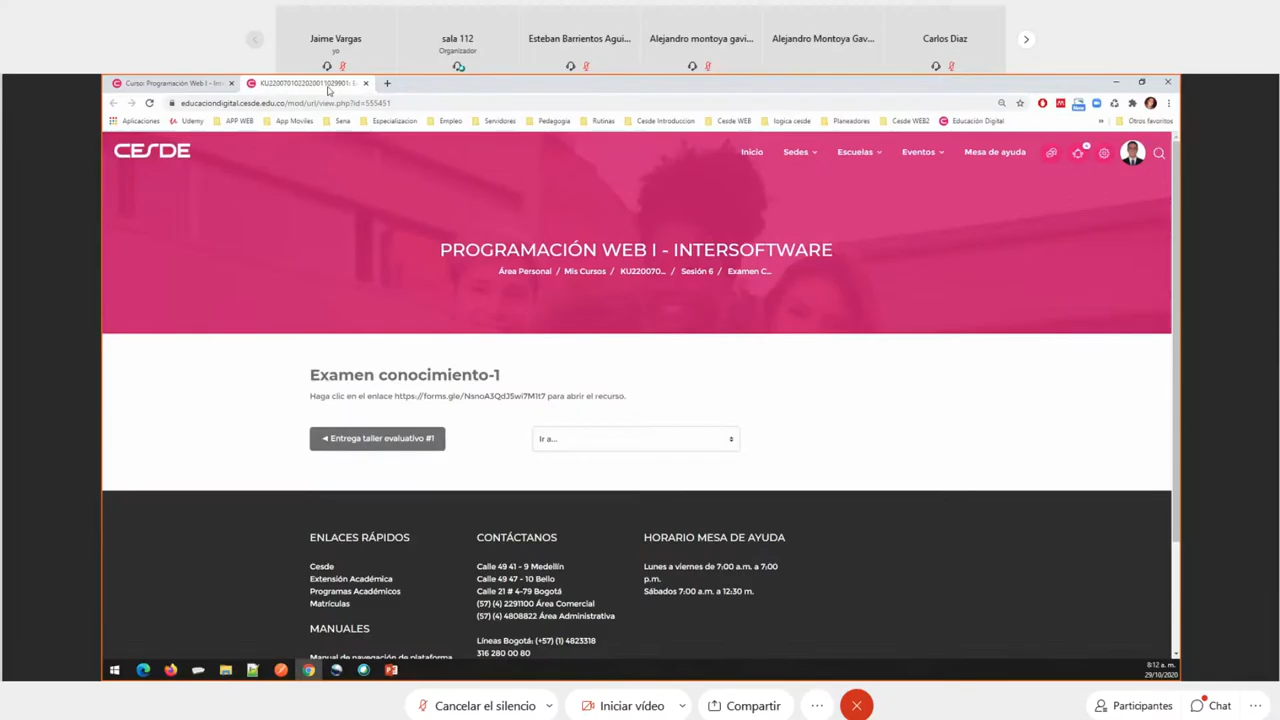 Jaime Vargas
yo
sala 112
Organizador
Esteban Barrientos Agui...
Alejandro montoya gavi...
Alejandro Montoya Gav...
Carlos Diaz
Curso: Programación Web I - Int
KU2200701022020011029901: E
educaciondigital.cesde.edu.co/mod/url/view.php?id=555451
Aplicaciones
Udemy
APP WEB
App Moviles
Sena
Especializacion
Empleo
Servidores
Pedagogia
Rutinas
Cesde Introduccion
Cesde WEB
logica cesde
Planeadores
Cesde WEB2
Educación Digital
»
Otros favoritos
CESDE
Inicio
Sedes
Escuelas
Eventos
Mesa de ayuda
PROGRAMACIÓN WEB I - INTERSOFTWARE
Área Personal / Mis Cursos / KU220070... / Sesión 6 / Examen C...
Examen conocimiento-1
Haga clic en el enlace https://forms.gle/NsnoA3QdJ5wi7M1t7 para abrir el recurso.
◄ Entrega taller evaluativo #1
Ir a...
ENLACES RÁPIDOS
Cesde
Extensión Académica
Programas Académicos
Matrículas
MANUALES
Manual de navegación de plataforma
CONTÁCTANOS
Calle 49 41 - 9 Medellín
Calle 49 47 - 10 Bello
Calle 21 # 4-79 Bogotá
(57) (4) 2291100 Área Comercial
(57) (4) 4808822 Área Administrativa
Líneas Bogotá: (+57) (1) 4823318
316 280 00 80
HORARIO MESA DE AYUDA
Lunes a viernes de 7:00 a.m. a 7:00
p.m.
Sábados 7:00 a.m. a 12:30 m.
8:12 a. m.
29/10/2020
Cancelar el silencio
Iniciar vídeo
Compartir
Participantes
Chat